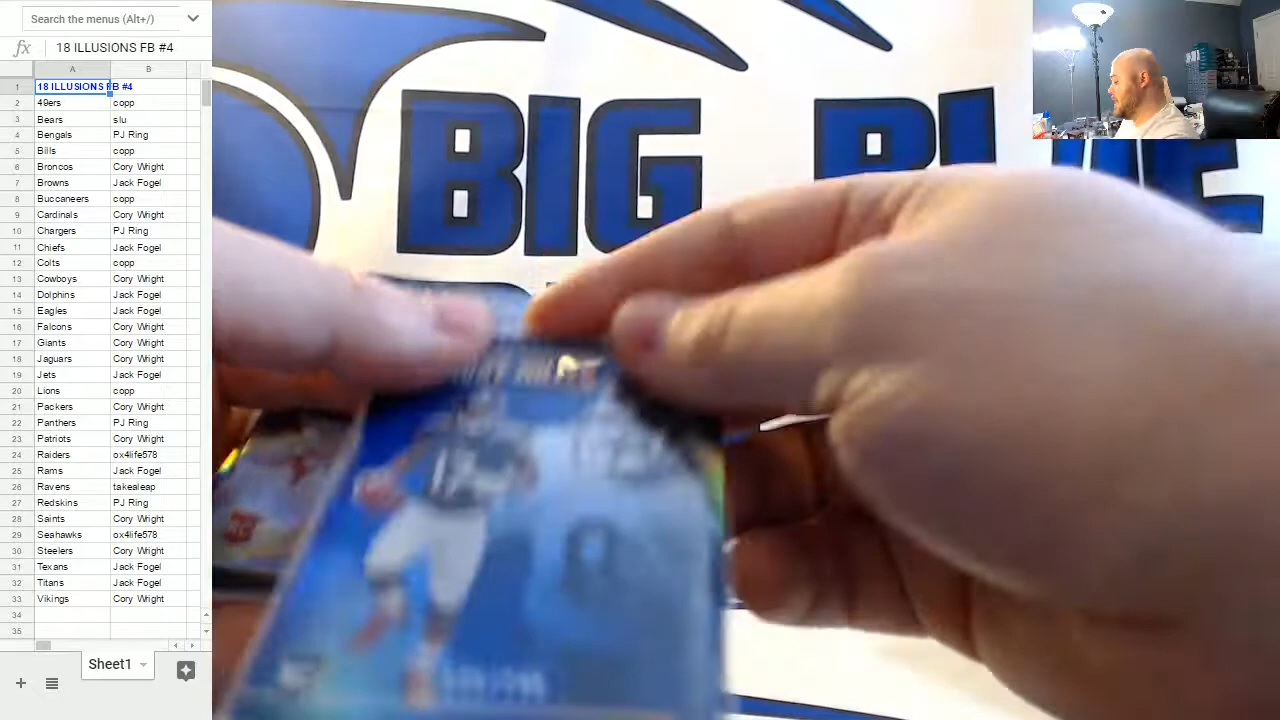 Search the menus (Alt+/)
fx 18 ILLUSIONS FB #4
A B
1 18 ILLUSIONS FB #4
2 49ers copp
3 Bears slu
4 Bengals PJ Ring
5 Bills copp
6 Broncos Cory Wright
7 Browns Jack Fogel
8 Buccaneers copp
9 Cardinals Cory Wright
10 Chargers PJ Ring
11 Chiefs Jack Fogel
12 Colts copp
13 Cowboys Cory Wright
14 Dolphins Jack Fogel
15 Eagles Jack Fogel
16 Falcons Cory Wright
17 Giants Cory Wright
18 Jaguars Cory Wright
19 Jets Jack Fogel
20 Lions copp
21 Packers Cory Wright
22 Panthers PJ Ring
23 Patriots Cory Wright
24 Raiders ox4life578
25 Rams Jack Fogel
26 Ravens takealeap
27 Redskins PJ Ring
28 Saints Cory Wright
29 Seahawks ox4life578
30 Steelers Cory Wright
31 Texans Jack Fogel
32 Titans Jack Fogel
33 Vikings Cory Wright
34
35
Sheet1
BIG